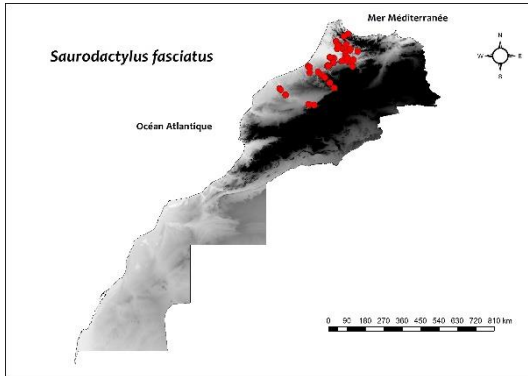 Mer Méditerranée
Saurodactylus fasciatus
N
W E
S
Océan Atlantique
0 90 180 270 360 450 540 630 720 810 km